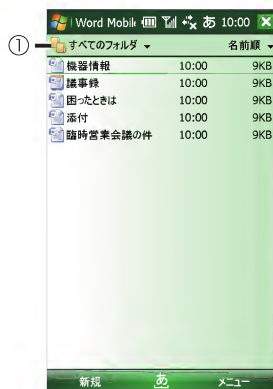 Word Mobile あ 10:00
① すべてのフォルダ 名前順
機器情報 10:00 9KB
議事録 10:00 9KB
困ったときは 10:00 9KB
添付 10:00 9KB
臨時営業会議の件 10:00 9KB
新規 あ メニュー